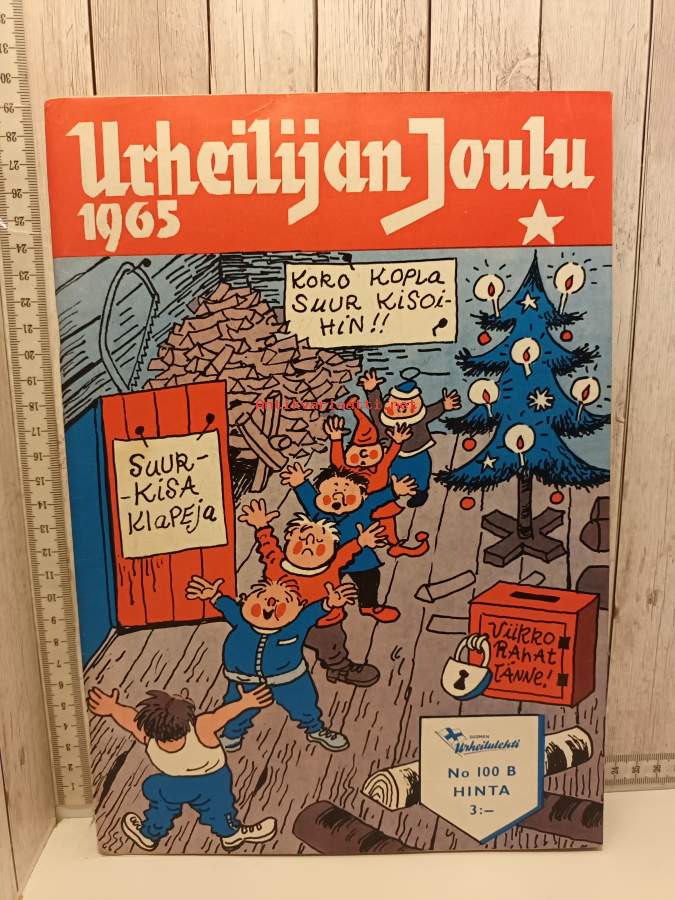 Urheilijan Joulu
1965
KOKO KOPLA
SUUR KISOI-
HIN!!
SUUR-
-KISA
KLAPEJA
VIIKKO
RAHAT
TÄNNE!
SUOMEN
Urheilulehti
No 100 B
HINTA
3:—